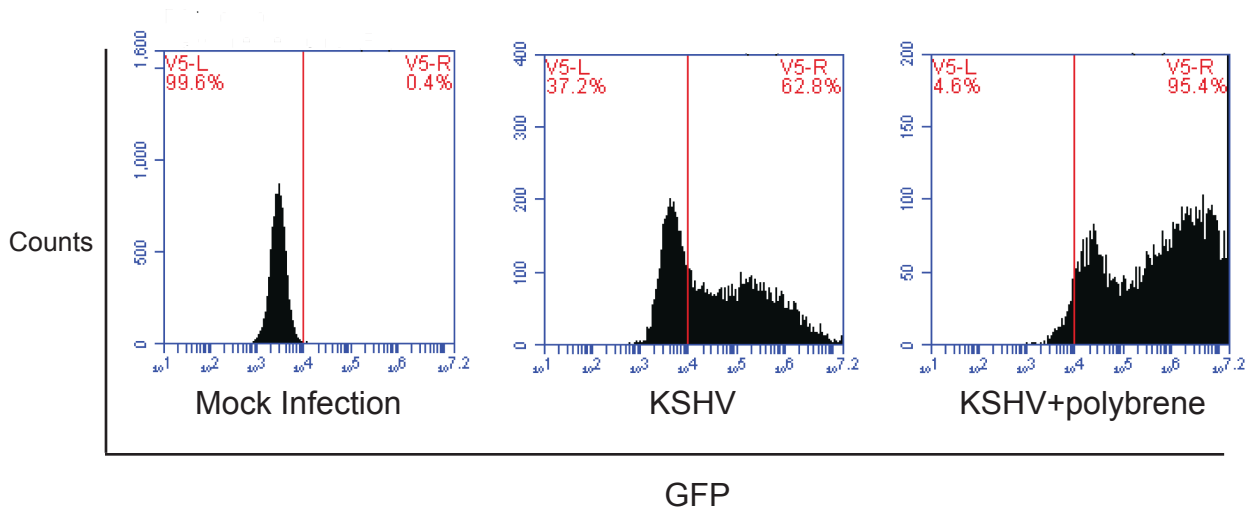 V5-L V5-R
99.6% 0.4%
1,600
1,000
500
0
10 1 10 2 10 3 10 4 10 5 10 6 10 7.2
Mock Infection
V5-L V5-R
37.2% 62.8%
400
300
200
100
0
10 1 10 2 10 3 10 4 10 5 10 6 10 7.2
KSHV
V5-L V5-R
4.6% 95.4%
200
150
100
50
0
10 1 10 2 10 3 10 4 10 5 10 6 10 7.2
KSHV+polybrene
Counts
GFP